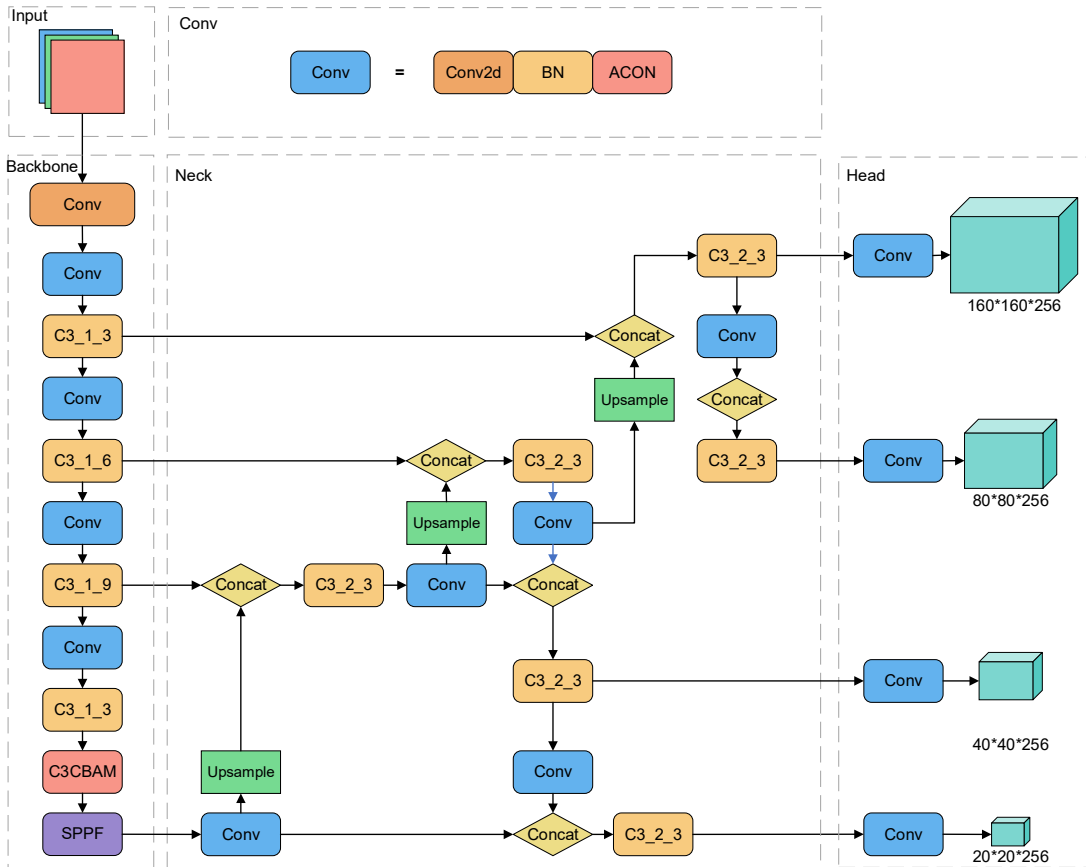 Input
Conv
Conv = Conv2d BN ACON
Backbone
Neck
Head
Conv
Conv
C3_1_3
Conv
C3_1_6
Conv
C3_1_9
Conv
C3_1_3
C3CBAM
SPPF
Upsample
Conv
Concat
C3_2_3
Conv
Upsample
Concat
C3_2_3
Conv
Concat
C3_2_3
Conv
Concat
C3_2_3
Upsample
Concat
C3_2_3
Conv
Concat
C3_2_3
Conv
160*160*256
Conv
80*80*256
Conv
40*40*256
Conv
20*20*256